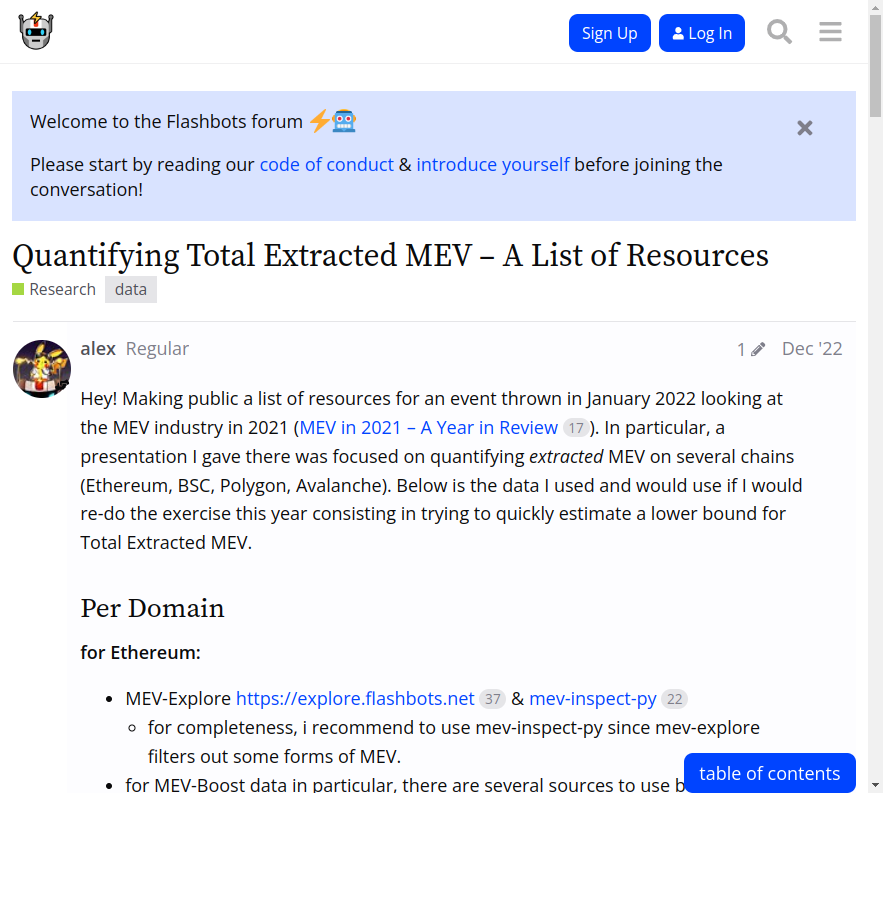 Sign Up
Log In
Welcome to the Flashbots forum
Please start by reading our code of conduct & introduce yourself before joining the
conversation!
Quantifying Total Extracted MEV – A List of Resources
Research data
alex Regular 1 Dec '22
Hey! Making public a list of resources for an event thrown in January 2022 looking at
the MEV industry in 2021 (MEV in 2021 – A Year in Review 17 ). In particular, a
presentation I gave there was focused on quantifying extracted MEV on several chains
(Ethereum, BSC, Polygon, Avalanche). Below is the data I used and would use if I would
re-do the exercise this year consisting in trying to quickly estimate a lower bound for
Total Extracted MEV.
Per Domain
for Ethereum:
MEV-Explore https://explore.flashbots.net 37 & mev-inspect-py 22
for completeness, i recommend to use mev-inspect-py since mev-explore
filters out some forms of MEV.
for MEV-Boost data in particular, there are several sources to use
table of contents